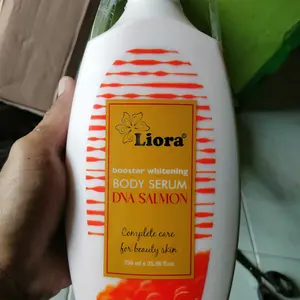 Liora®
booster whitening
BODY SERUM
DNA SALMON
Complete care
for beauty skin